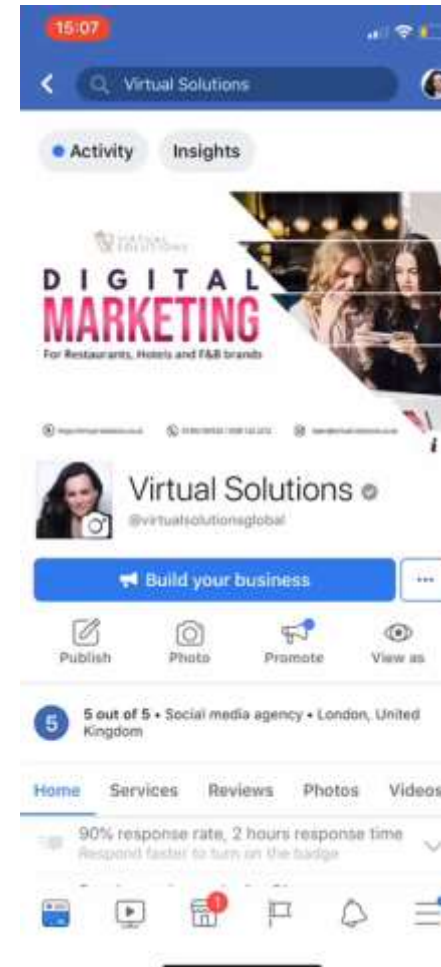 15:07
Virtual Solutions
Activity
Insights
VIRTUAL
SOLUTIONS
DIGITAL
MARKETING
For Restaurants, Hotels and F&B brands
Virtual Solutions
@virtualsolutionsglobal
Build your business
Publish
Photo
Promote
View as
5
5 out of 5 • Social media agency • London, United
Kingdom
Home
Services
Reviews
Photos
Videos
90% response rate, 2 hours response time
Respond faster to turn on the badge
1